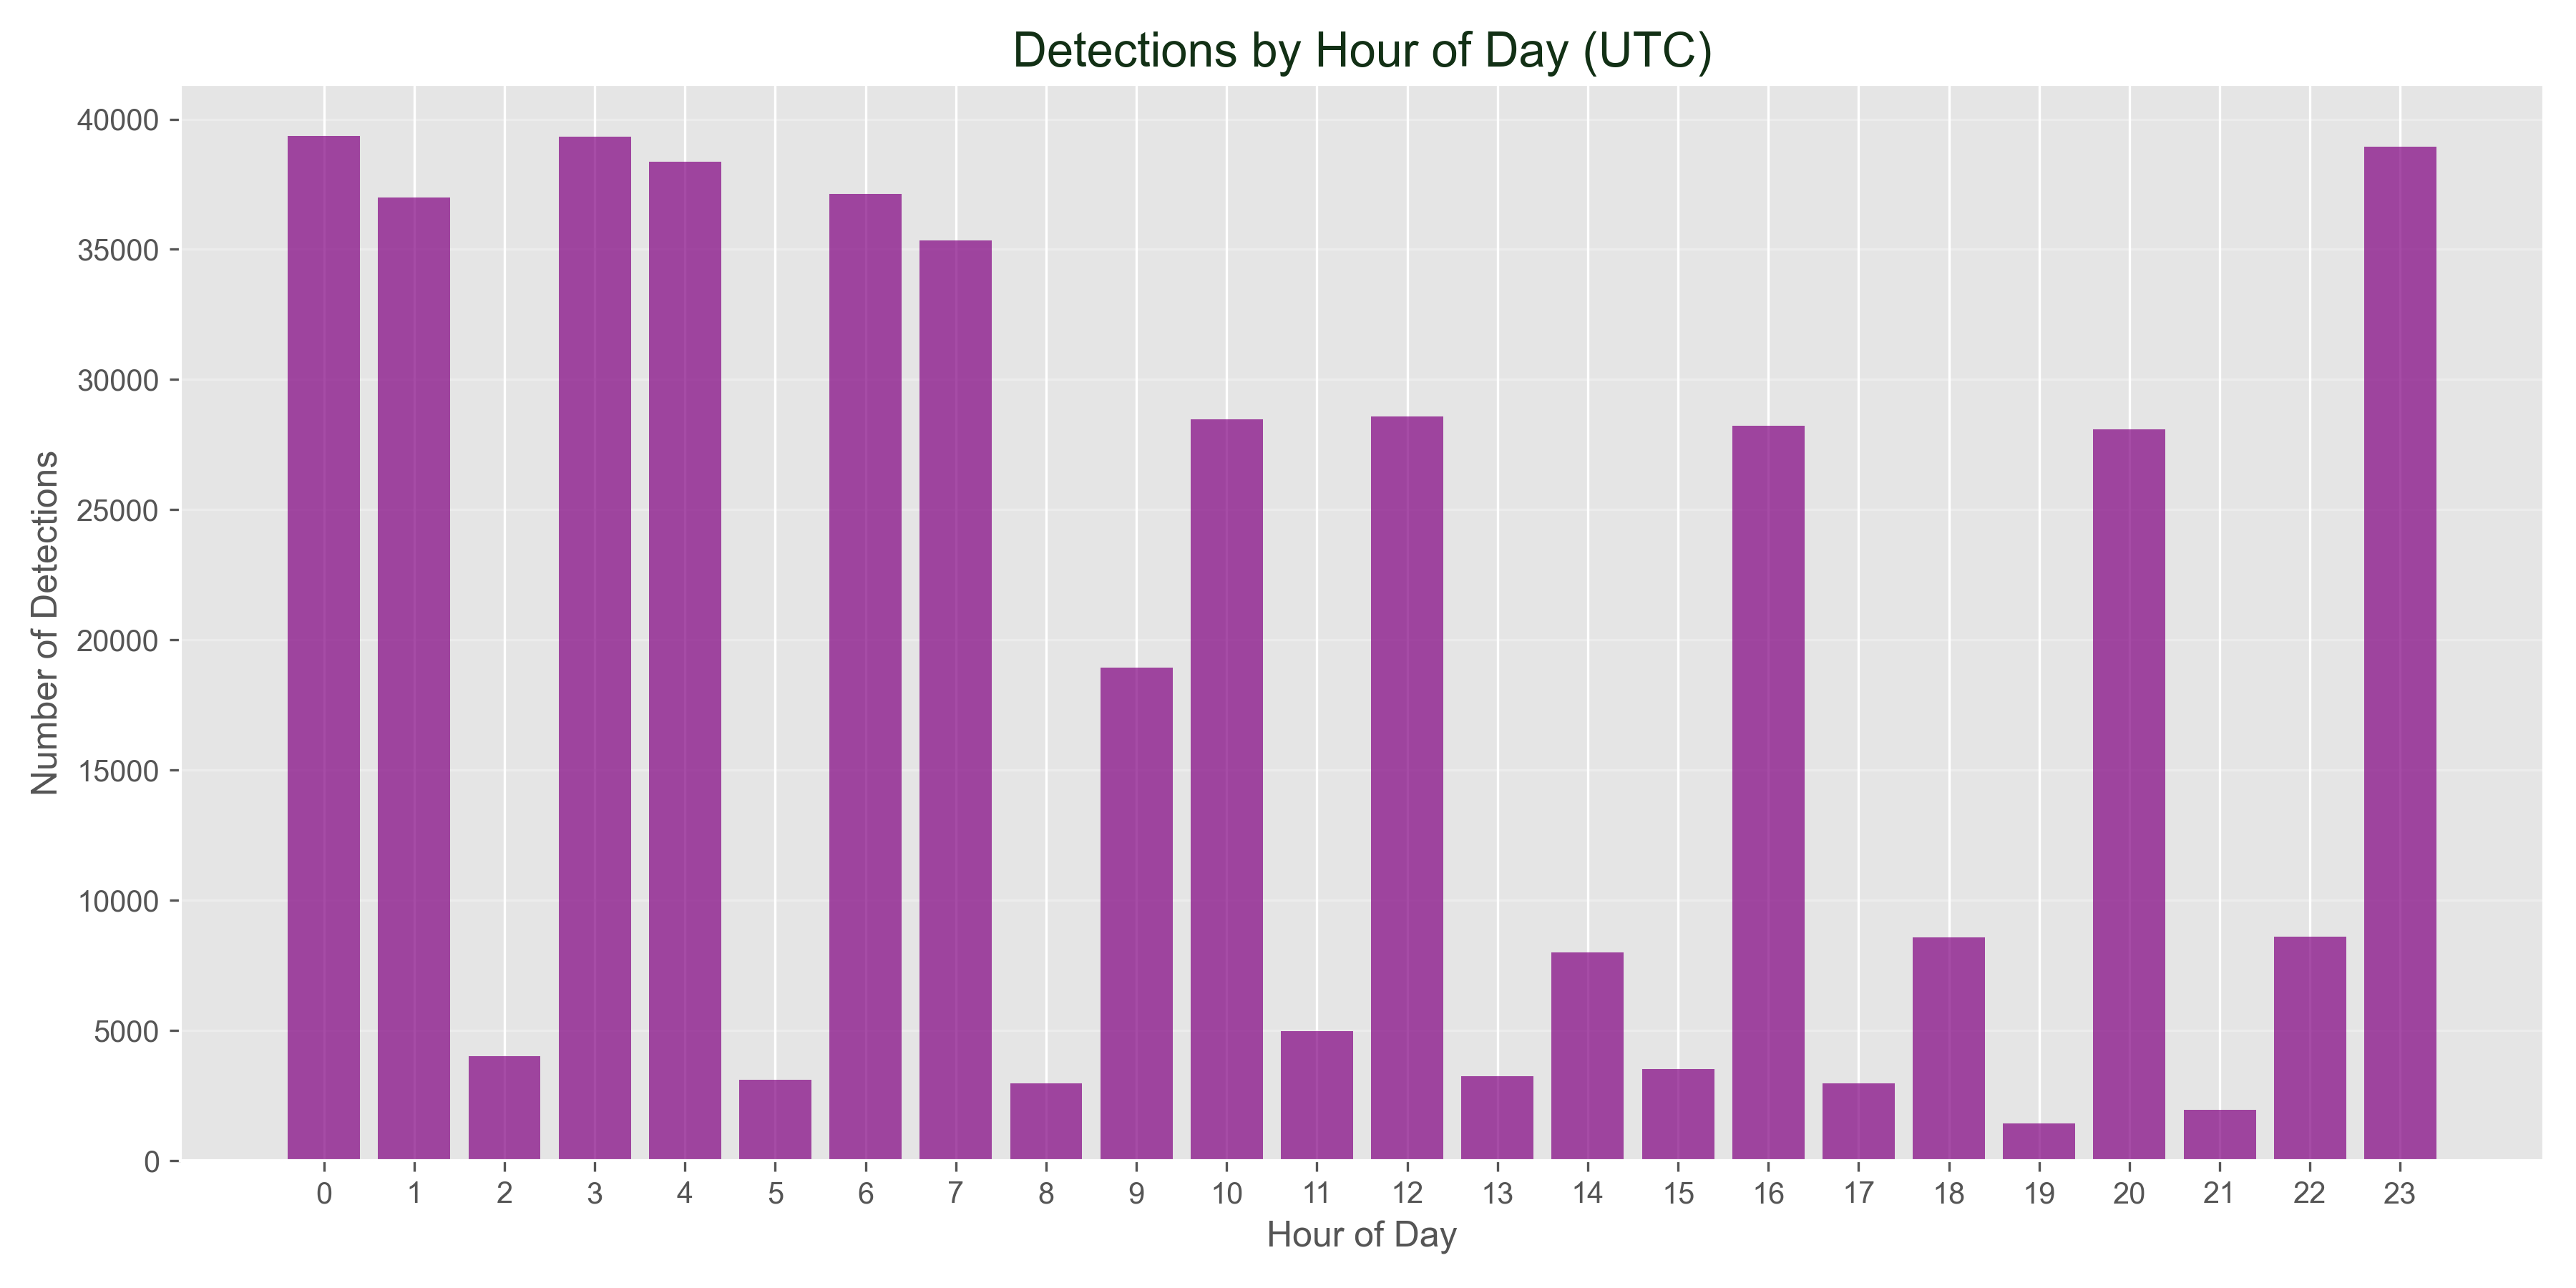 Detections by Hour of Day (UTC)
Number of Detections
40000
35000
30000
25000
20000
15000
10000
5000
0
0 1 2 3 4 5 6 7 8 9 10 11 12 13 14 15 16 17 18 19 20 21 22 23
Hour of Day